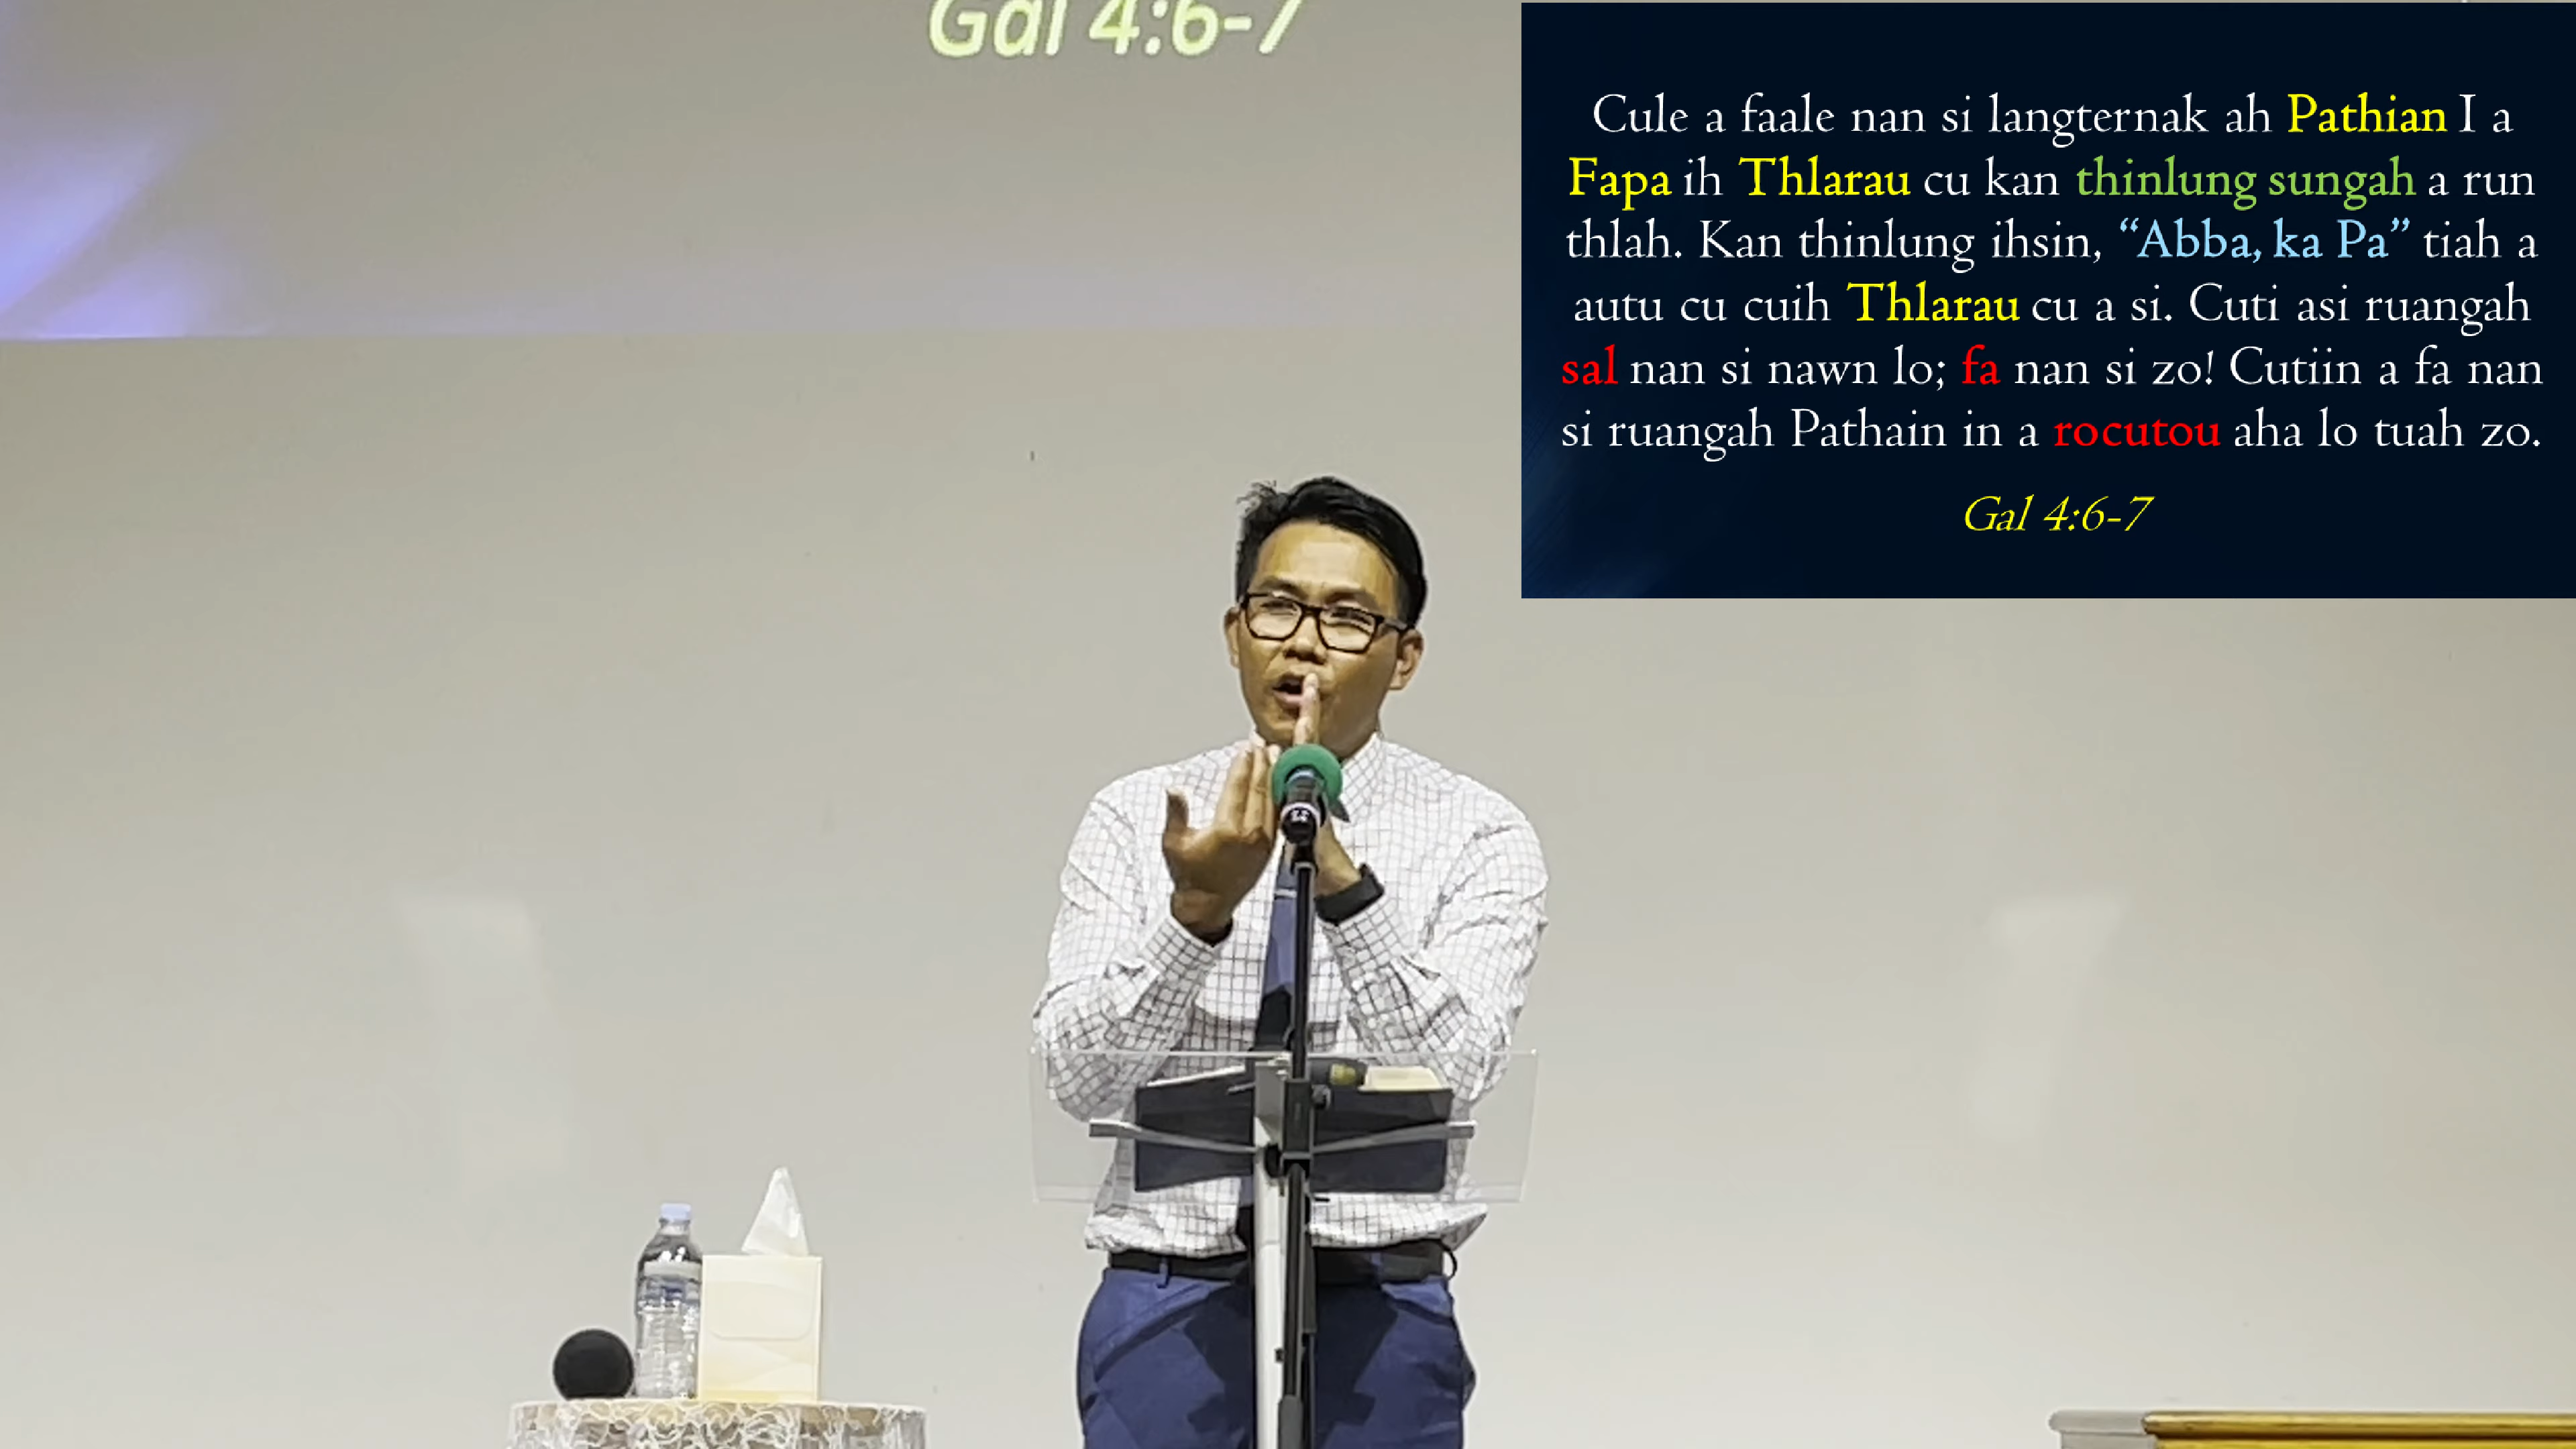 Gal 4:6-7
Cule a faale nan si langternak ah Pathian I a
Fapa ih Thlarau cu kan thinlung sungah a run
thlah. Kan thinlung ihsin, “Abba, ka Pa” tiah a
autu cu cuih Thlarau cu a si. Cuti asi ruangah
sal nan si nawn lo; fa nan si zo! Cutiin a fa nan
si ruangah Pathain in a rocutou aha lo tuah zo.
Gal 4:6-7